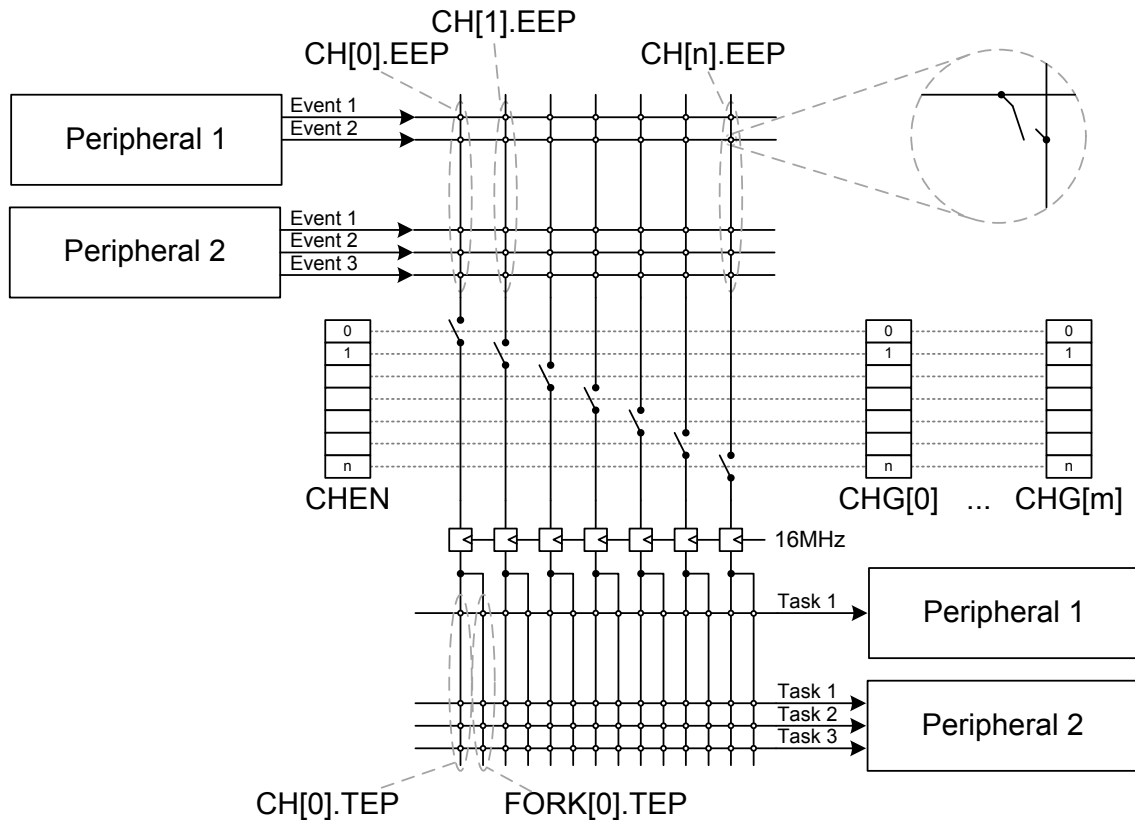 CH[1].EEP
CH[0].EEP
CH[n].EEP
Peripheral 1
Event 1
Event 2
Peripheral 2
Event 1
Event 2
Event 3
0
1
n
CHEN
0
1
n
CHG[0]
...
0
1
n
CHG[m]
16MHz
Task 1
Peripheral 1
Task 1
Task 2
Task 3
Peripheral 2
CH[0].TEP
FORK[0].TEP